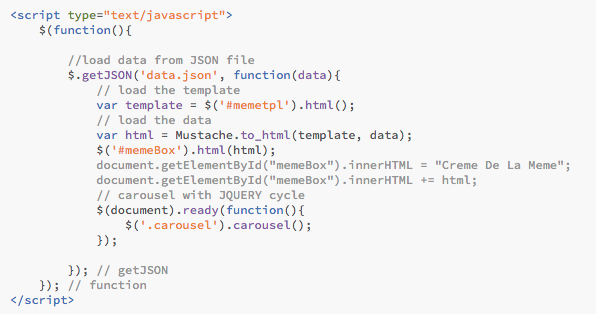 <script type="text/javascript">
$(function(){
//load data from JSON file
$.getJSON('data.json', function(data){
// load the template
var template = $('#memetpl').html();
// load the data
var html = Mustache.to_html(template, data);
$('#memeBox').html(html);
document.getElementById("memeBox").innerHTML = "Creme De La Meme";
document.getElementById("memeBox").innerHTML += html;
// carousel with JQUERY cycle
$(document).ready(function(){
$('.carousel').carousel();
});
}); // getJSON
}); // function
</script>